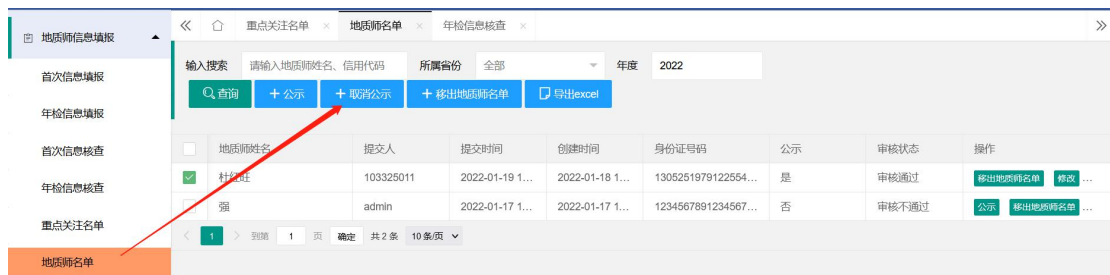 地质师信息填报
首次信息填报
年检信息填报
首次信息核查
年检信息核查
重点关注名单
地质师名单
重点关注名单 × 地质师名单 × 年检信息核查 ×
输入搜索 请输入地质师姓名、信用代码 所属省份 全部 年度 2022
查询 + 公示 + 取消公示 + 移出地质师名单 导出excel
地质师姓名 提交人 提交时间 创建时间 身份证号码 公示 审核状态 操作
杜红旺 103325011 2022-01-19 1... 2022-01-18 1... 1305251979122554... 是 审核通过 移出地质师名单 修改 ...
强 admin 2022-01-17 1... 2022-01-17 1... 1234567891234567... 否 审核不通过 公示 移出地质师名单 ...
< 1 > 到第 1 页 确定 共 2 条 10 条/页